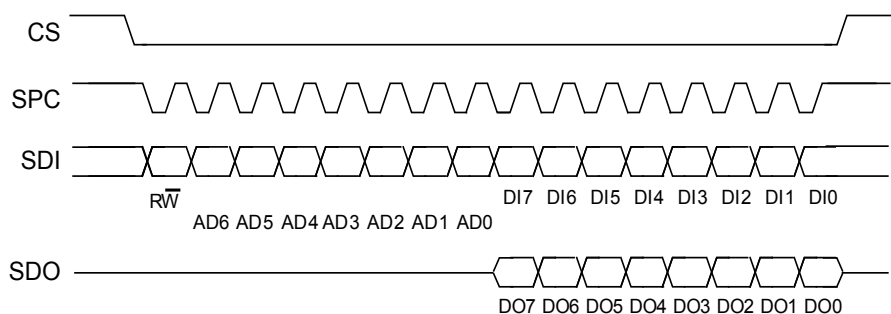 CS
SPC
SDI
RW̅ DI7 DI6 DI5 DI4 DI3 DI2 DI1 DI0
AD6 AD5 AD4 AD3 AD2 AD1 AD0
SDO
DO7 DO6 DO5 DO4 DO3 DO2 DO1 DO0